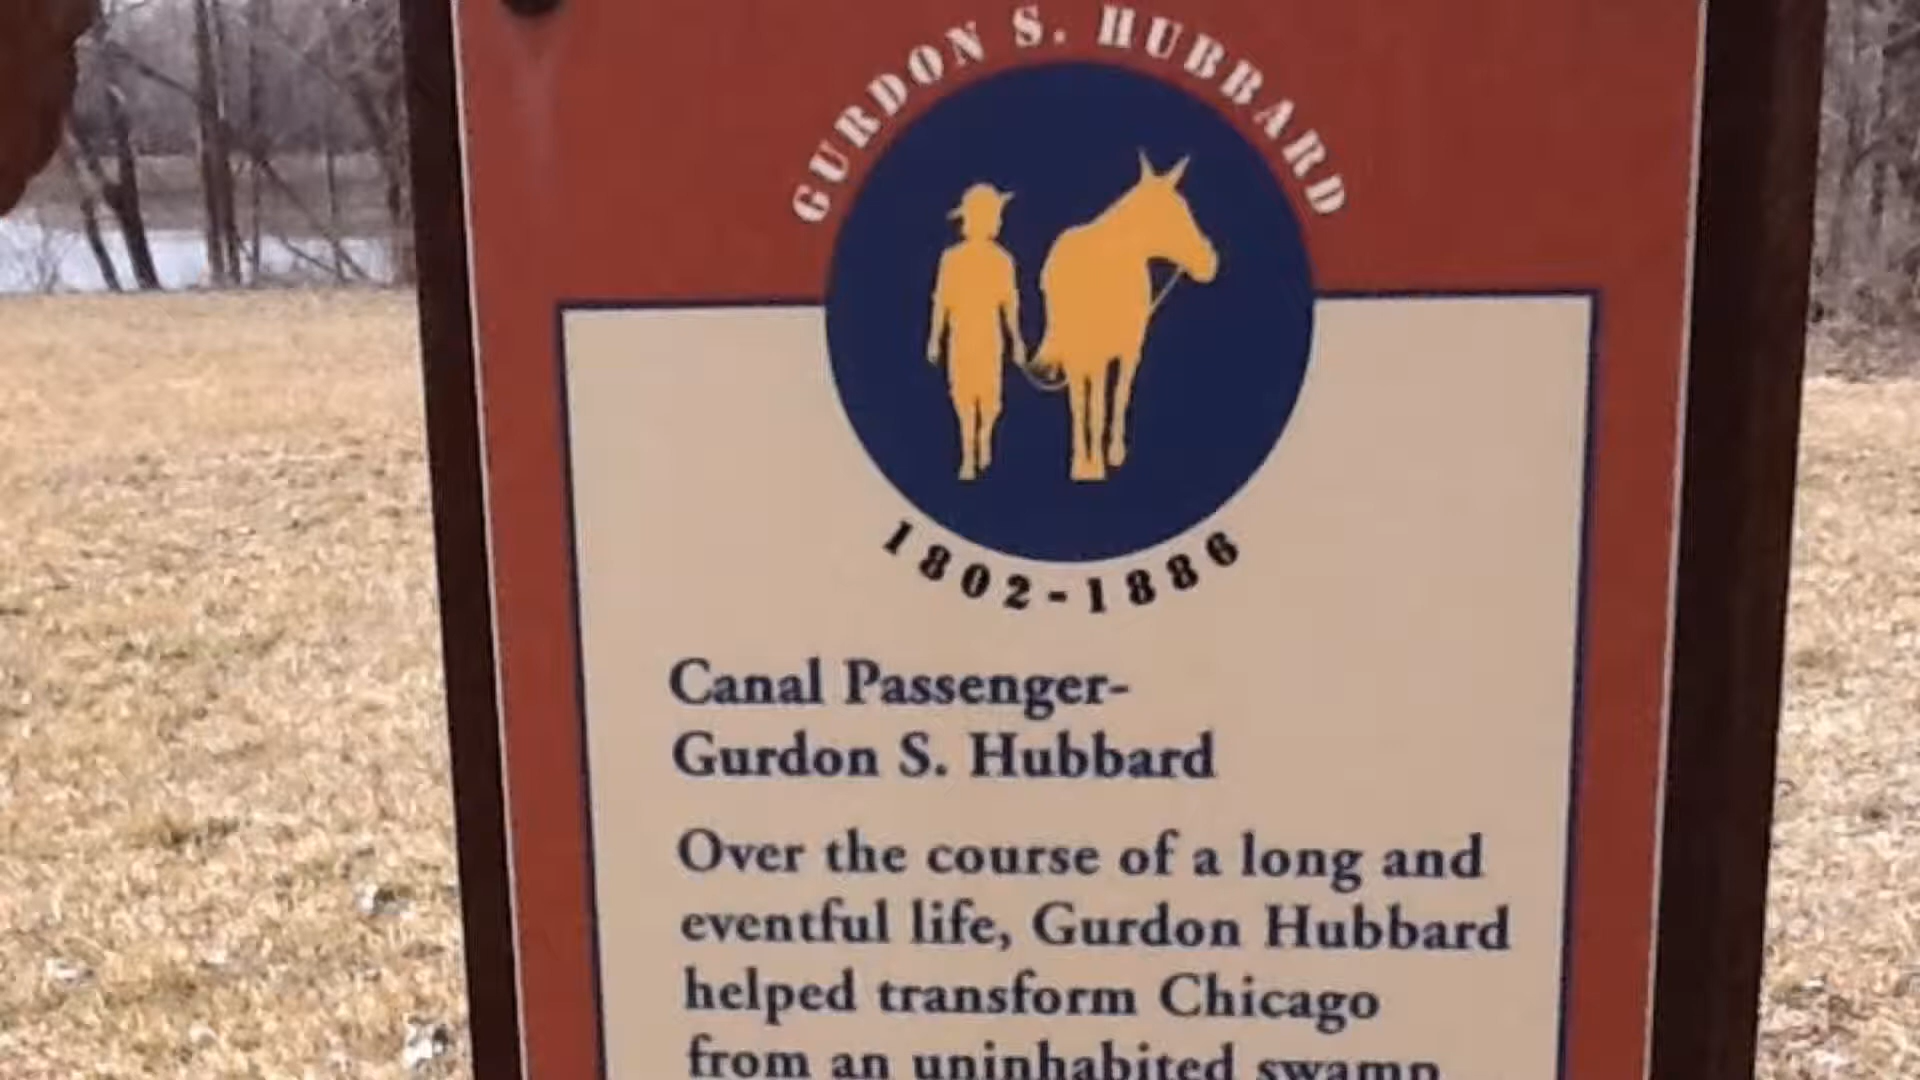 GURDON S. HUBBARD
1802-1886
Canal Passenger-
Gurdon S. Hubbard
Over the course of a long and
eventful life, Gurdon Hubbard
helped transform Chicago
from an uninhabited swamp